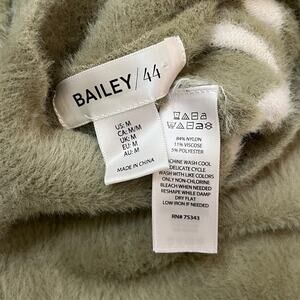 BAILEY/44
US: M
CA: M/M
UK: M
EU: M
AU: M
MADE IN CHINA
84% NYLON
11% VISCOSE
5% POLYESTER
CHINE WASH COOL
DELICATE CYCLE
WASH WITH LIKE COLORS
ONLY NON-CHLORINE
BLEACH WHEN NEEDED
RESHAPE WHILE DAMP
DRY FLAT
LOW IRON IF NEEDED
RN# 75343